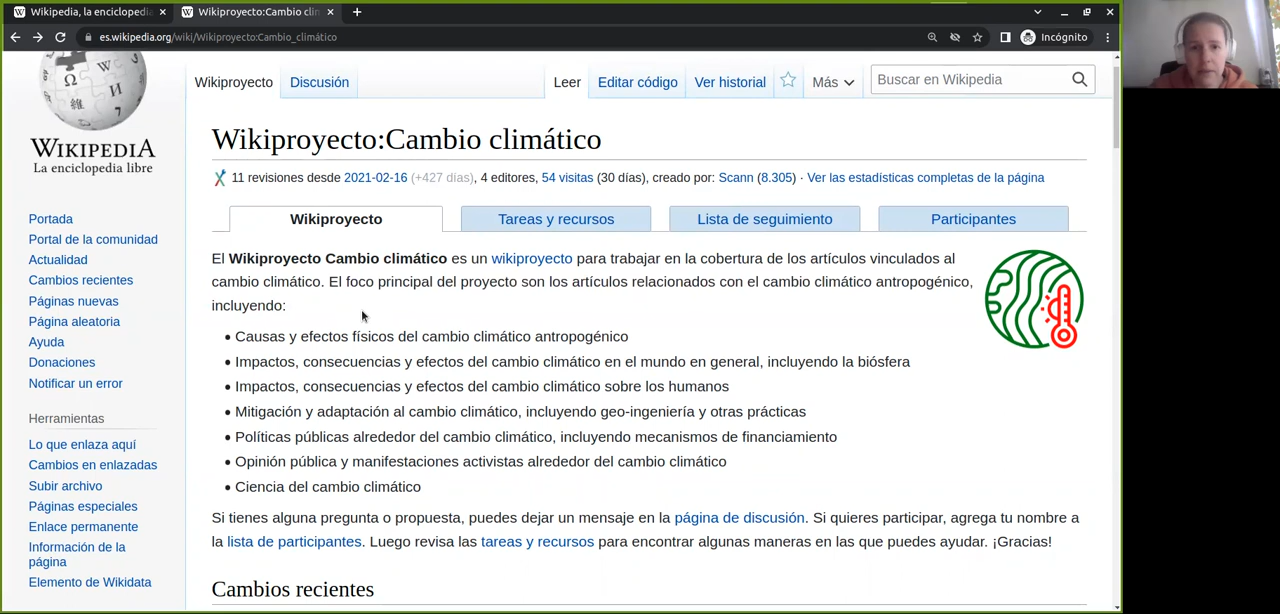 Wikipedia, la enciclopedia
Wikiproyecto:Cambio clim
es.wikipedia.org/wiki/Wikiproyecto:Cambio_climático
Incógnito
WIKIPEDIA
La enciclopedia libre
Wikiproyecto
Discusión
Leer
Editar código
Ver historial
Más
Buscar en Wikipedia
Wikiproyecto:Cambio climático
11 revisiones desde 2021-02-16 (+427 días), 4 editores, 54 visitas (30 días), creado por: Scann (8.305) · Ver las estadísticas completas de la página
Wikiproyecto
Tareas y recursos
Lista de seguimiento
Participantes
El Wikiproyecto Cambio climático es un wikiproyecto para trabajar en la cobertura de los artículos vinculados al
cambio climático. El foco principal del proyecto son los artículos relacionados con el cambio climático antropogénico,
incluyendo:
• Causas y efectos físicos del cambio climático antropogénico
• Impactos, consecuencias y efectos del cambio climático en el mundo en general, incluyendo la biósfera
• Impactos, consecuencias y efectos del cambio climático sobre los humanos
• Mitigación y adaptación al cambio climático, incluyendo geo-ingeniería y otras prácticas
• Políticas públicas alrededor del cambio climático, incluyendo mecanismos de financiamiento
• Opinión pública y manifestaciones activistas alrededor del cambio climático
• Ciencia del cambio climático
Si tienes alguna pregunta o propuesta, puedes dejar un mensaje en la página de discusión. Si quieres participar, agrega tu nombre a
la lista de participantes. Luego revisa las tareas y recursos para encontrar algunas maneras en las que puedes ayudar. ¡Gracias!
Cambios recientes
Portada
Portal de la comunidad
Actualidad
Cambios recientes
Páginas nuevas
Página aleatoria
Ayuda
Donaciones
Notificar un error
Herramientas
Lo que enlaza aquí
Cambios en enlazadas
Subir archivo
Páginas especiales
Enlace permanente
Información de la
página
Elemento de Wikidata